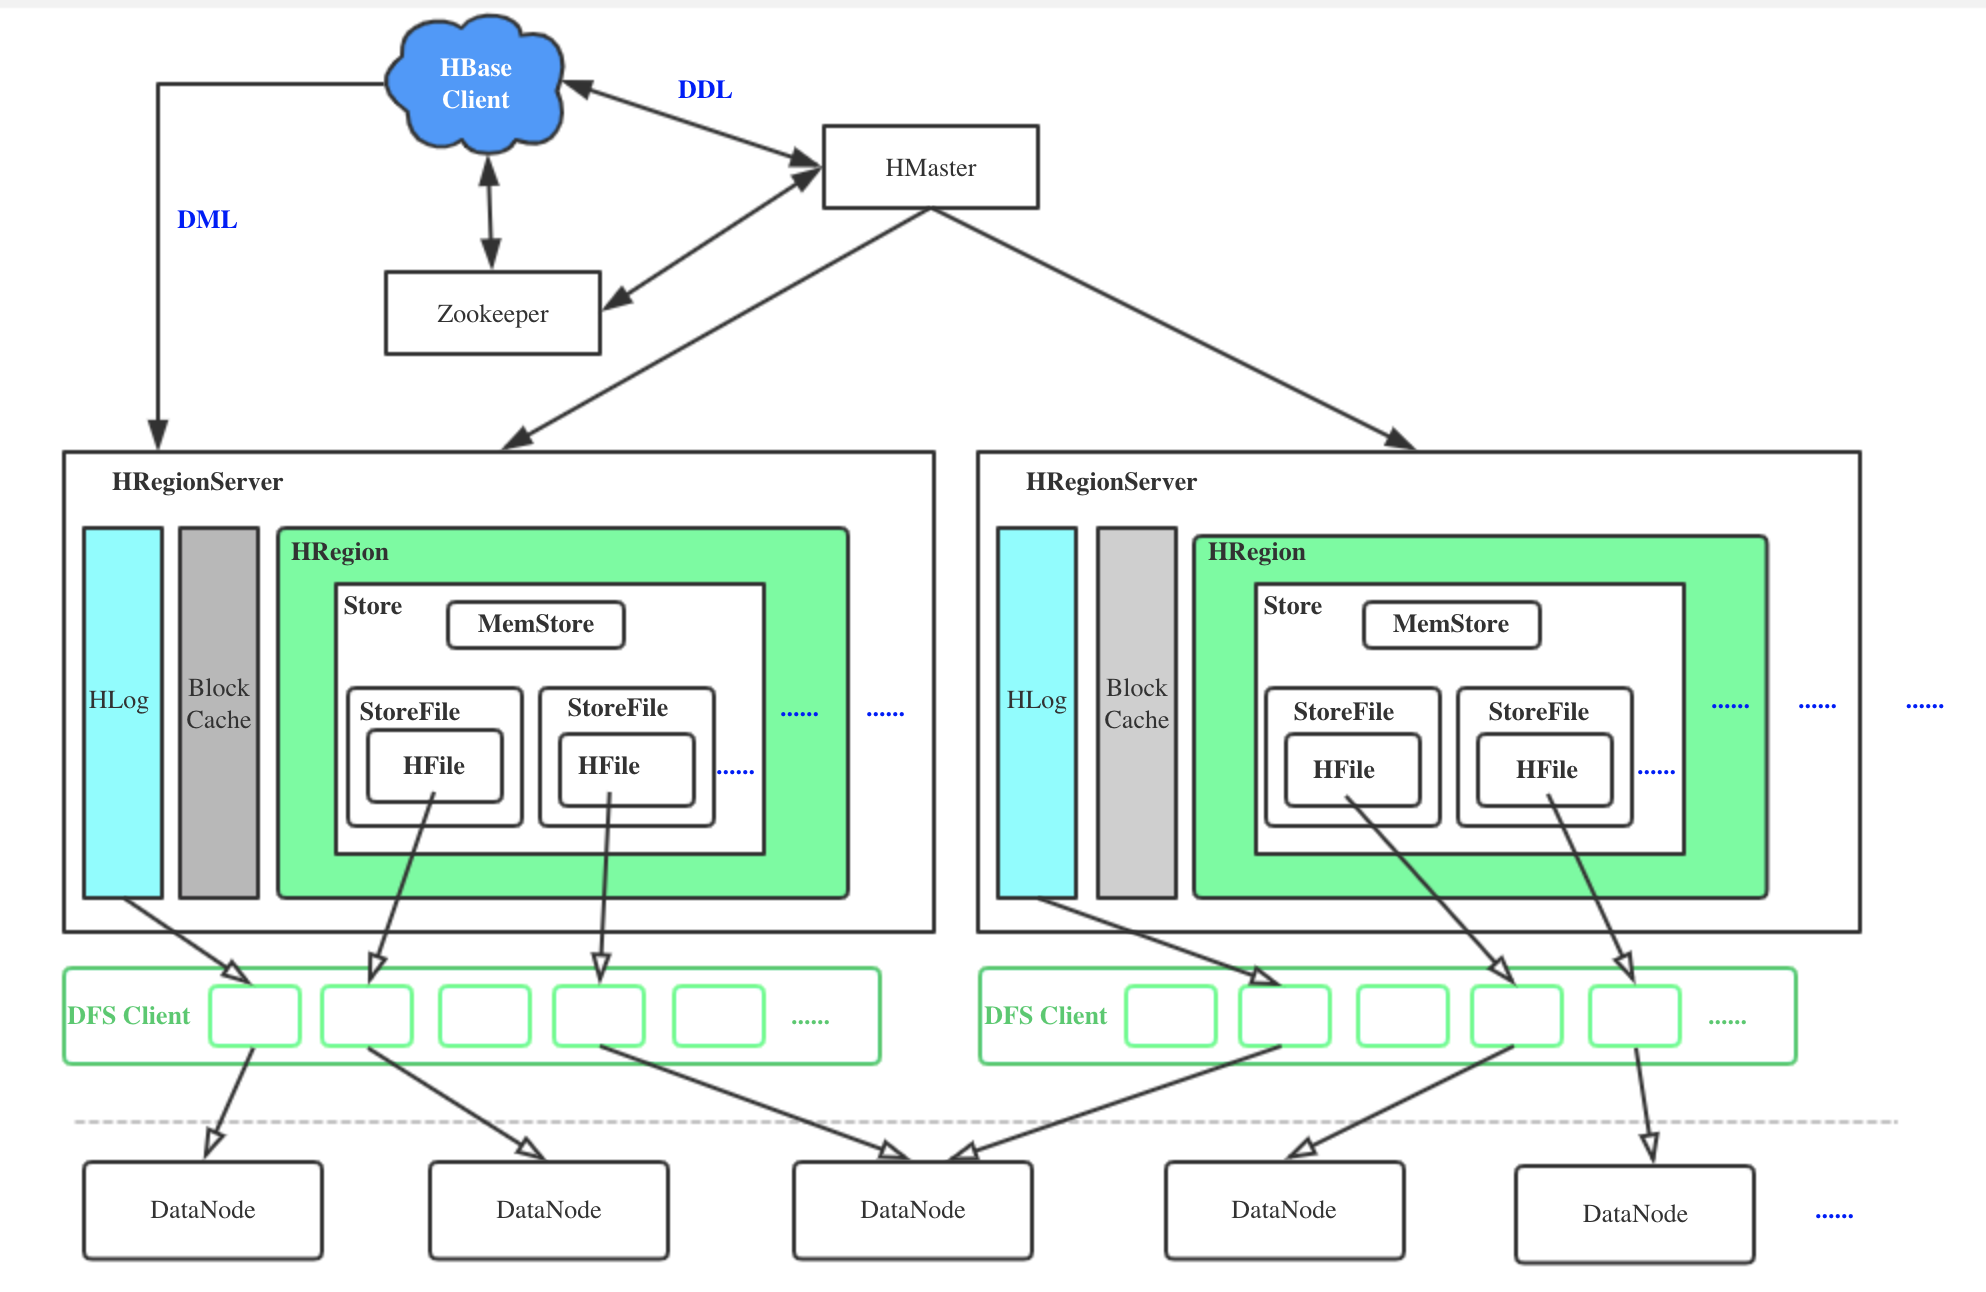 HBase
Client
DDL
HMaster
DML
Zookeeper
HRegionServer
HLog
Block
Cache
HRegion
Store
MemStore
StoreFile
HFile
StoreFile
HFile
......
......
......
HRegionServer
HLog
Block
Cache
HRegion
Store
MemStore
StoreFile
HFile
StoreFile
HFile
......
......
......
......
DFS Client
......
DFS Client
......
DataNode
DataNode
DataNode
DataNode
DataNode
......